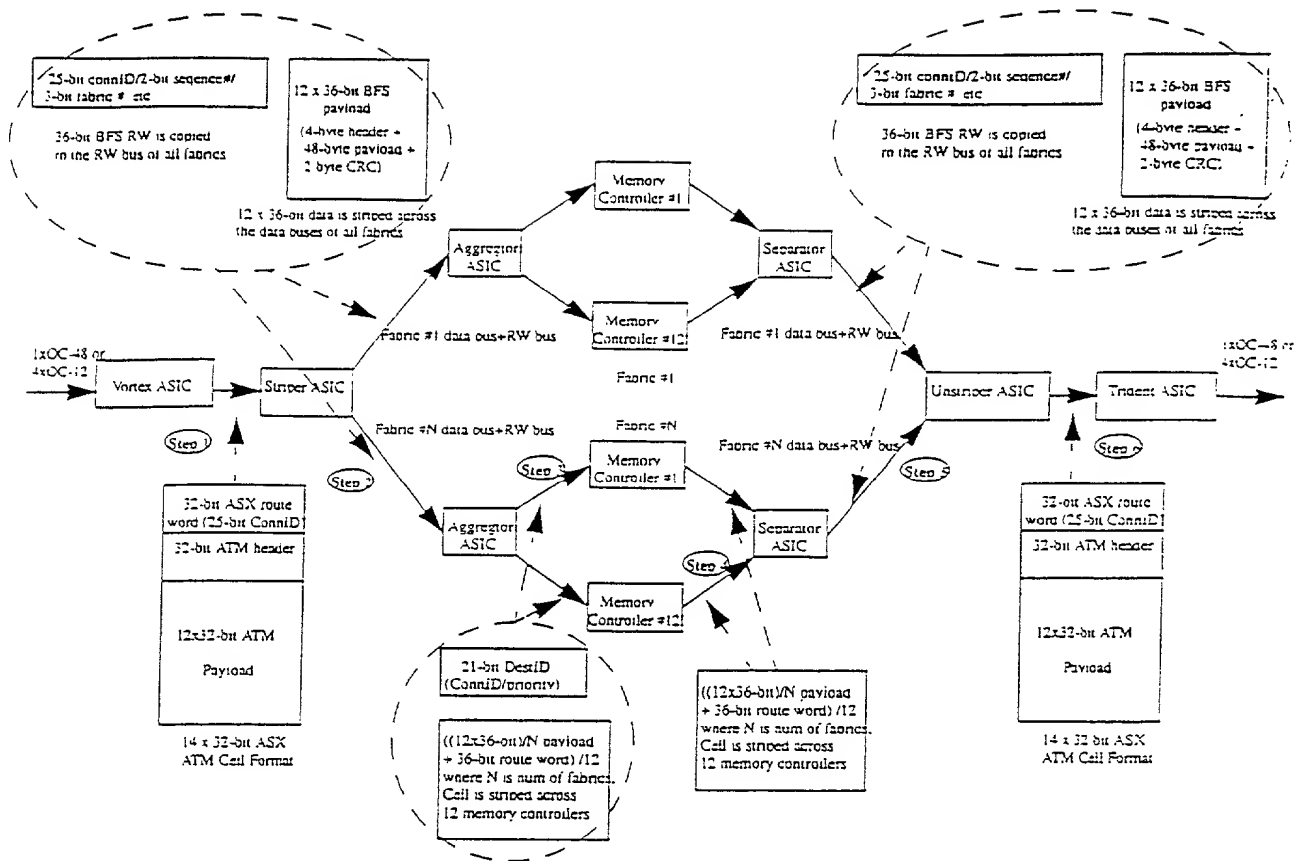 25-bit connID/2-bit seqence#/
3-bit fabric # etc
36-bit BFS RW is copied
to the RW bus of all fabrics
12 x 36-bit BFS
payload
(4-byte header +
48-byte payload +
2 byte CRC)
12 x 36-bit data is striped across
the data buses of all fabrics
25-bit connID/2-bit sequence#/
3-bit fabric # etc
36-bit BFS RW is copied
to the RW bus of all fabrics
12 x 36-bit BFS
payload
(4-byte header +
48-byte payload +
2-byte CRC)
12 x 36-bit data is striped across
the data buses of all fabrics
Memory
Controller #1
Aggregtor
ASIC
Separator
ASIC
Memory
Controller #12
Fabric #1 data bus+RW bus
Fabric #1 data bus+RW bus
Fabric #1
1xOC-48 or
4xOC-12
Vortex ASIC
Striper ASIC
Unstriper ASIC
Trident ASIC
1xOC-48 or
4xOC-12
Fabric #N data bus+RW bus
Fabric #N
Fabric #N data bus+RW bus
Step 1
Step 2
Step 3
Memory
Controller #1
Step 5
Step 6
Aggregtor
ASIC
Separator
ASIC
Step 4
Memory
Controller #12
32-bit ASX route
word (25-bit ConnID)
32-bit ATM header
12x32-bit ATM
Payload
14 x 32-bit ASX
ATM Cell Format
21-bit DestID
(ConnID/priority)
((12x36-bit)/N payload
+ 36-bit route word) /12
where N is num of fabrics.
Cell is striped across
12 memory controllers
((12x36-bit)/N payload
+ 36-bit route word) /12
where N is num of fabrics.
Cell is striped across
12 memory controllers
32-bit ASX route
word (25-bit ConnID)
32-bit ATM header
12x32-bit ATM
Payload
14 x 32 bit ASX
ATM Cell Format